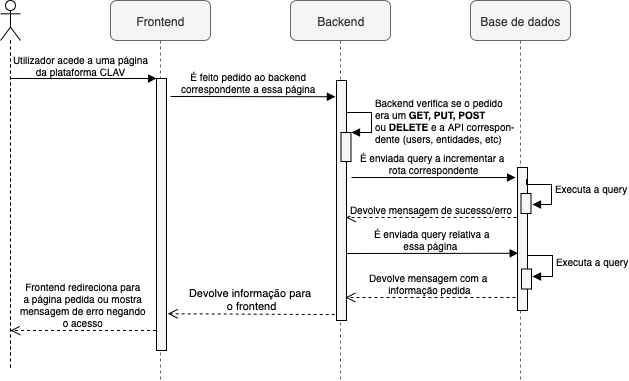 Frontend
Backend
Base de dados
Utilizador acede a uma página
da plataforma CLAV
É feito pedido ao backend
correspondente a essa página
Backend verifica se o pedido
era um GET, PUT, POST
ou DELETE e a API correspon-
dente (users, entidades, etc)
É enviada query a incrementar a
rota correspondente
Executa a query
Devolve mensagem de sucesso/erro
É enviada query relativa a
essa página
Executa a query
Devolve mensagem com a
informação pedida
Devolve informação para
o frontend
Frontend redireciona para
a página pedida ou mostra
mensagem de erro negando
o acesso